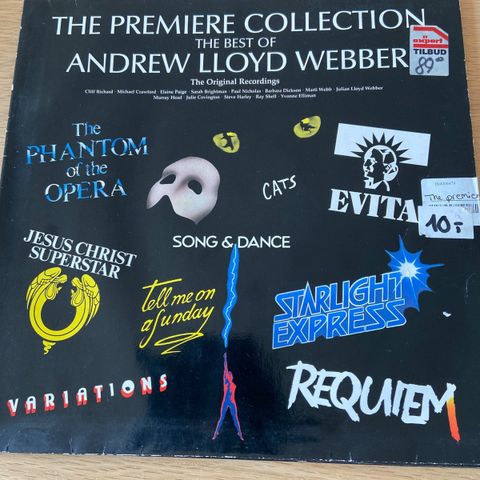 THE PREMIERE COLLECTION
THE BEST OF
ANDREW LLOYD WEBBER
The Original Recordings
Cliff Richard · Michael Crawford · Elaine Paige · Sarah Brightman · Paul Nicholas · Barbara Dickson · Marti Webb · Julian Lloyd Webber
Murray Head · Julie Covington · Steve Harley · Ray Shell · Yvonne Elliman
expert
TILBUD
89
The
PHANTOM
of the
OPERA
CATS
EVITA
The premier
10:-
JESUS CHRIST
SUPERSTAR
SONG & DANCE
Tell me on
a Sunday
STARLIGHT
EXPRESS
VARIATIONS
REQUIEM